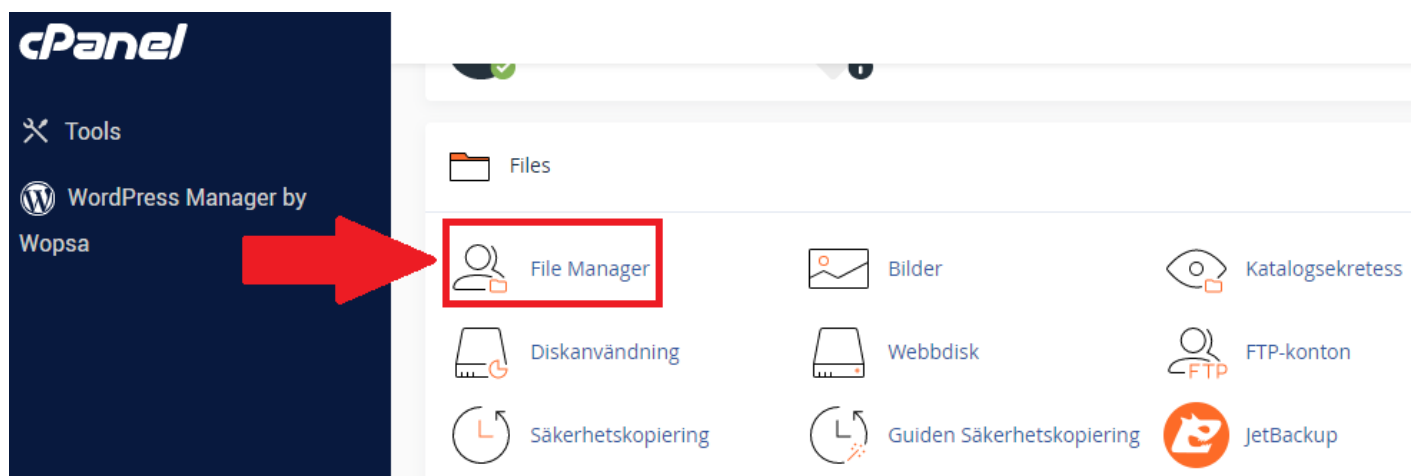 cPanel
Tools
WordPress Manager by
Wopsa
Files
File Manager
Bilder
Katalogsekretess
Diskanvändning
Webbdisk
FTP
FTP-konton
Säkerhetskopiering
Guiden Säkerhetskopiering
JetBackup